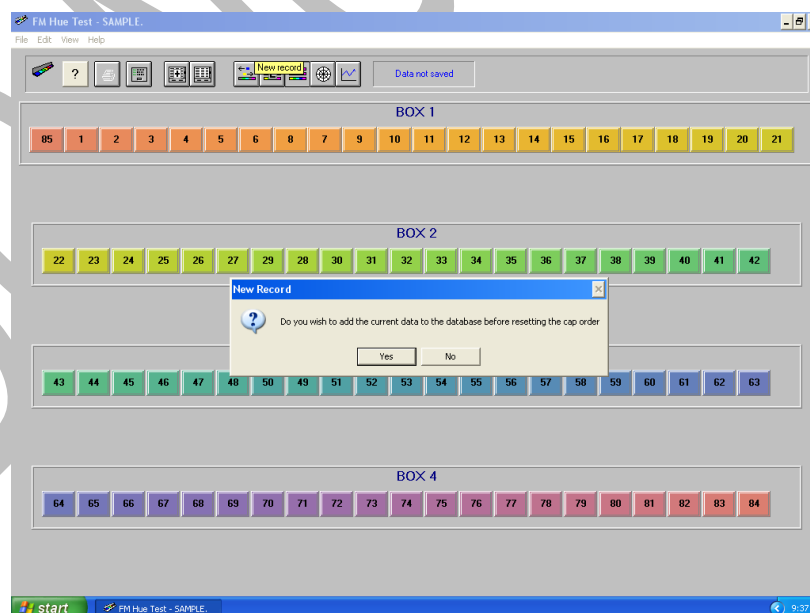 FM Hue Test - SAMPLE.
File Edit View Help
?
New record
Data not saved
BOX 1
85 1 2 3 4 5 6 8 7 9 10 11 12 13 14 15 16 17 18 19 20 21
BOX 2
22 23 24 25 26 27 29 28 30 31 32 33 34 35 36 37 38 39 40 41 42
New Record
Do you wish to add the current data to the database before resetting the cap order
Yes No
43 44 45 46 47 48 50 49 51 52 53 54 55 56 57 58 59 60 61 62 63
BOX 4
64 65 66 67 68 69 70 71 72 73 74 75 76 77 78 79 80 81 82 83 84
start FM Hue Test - SAMPLE. 9:37